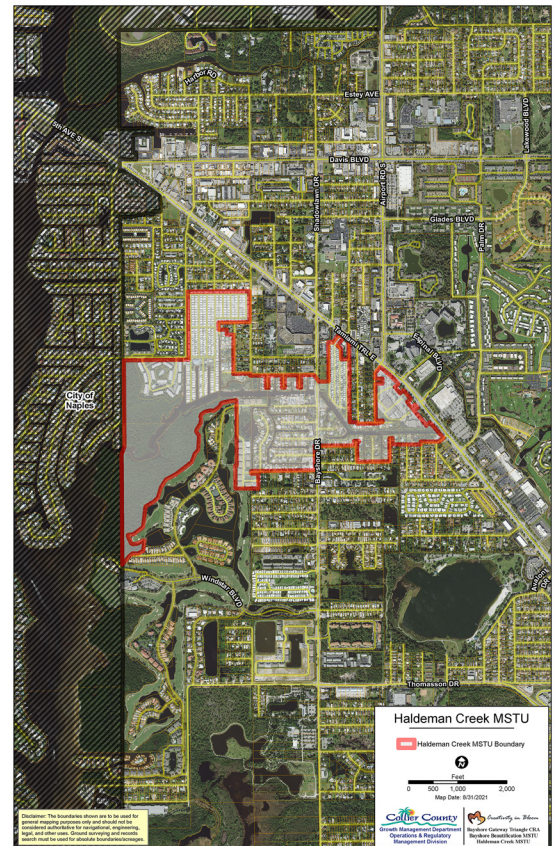 Harbor RD
Estey AVE
5th AVE S
Lakewood BLVD
Davis BLVD
Shadowlawn DR
Airport RD S
Glades BLVD
Palm DR
Tamiami TRL E
City of
Naples
Bayshore DR
Windstar BLVD
Thomasson DR
Haldeman Creek MSTU
Haldeman Creek MSTU Boundary
N
Feet
0 500 1,000 2,000
Map Date: 8/31/2021
Collier County
Growth Management Department
Operations & Regulatory
Management Division
Creativity in Bloom
Bayshore Gateway Triangle CRA
Bayshore Beautification MSTU
Haldeman Creek MSTU
Disclaimer: The boundaries shown are to be used for
general mapping purposes only and should not be
considered authoritative for navigational, engineering,
legal, and other uses. Ground surveying and records
search must be used for absolute boundaries/acreages.